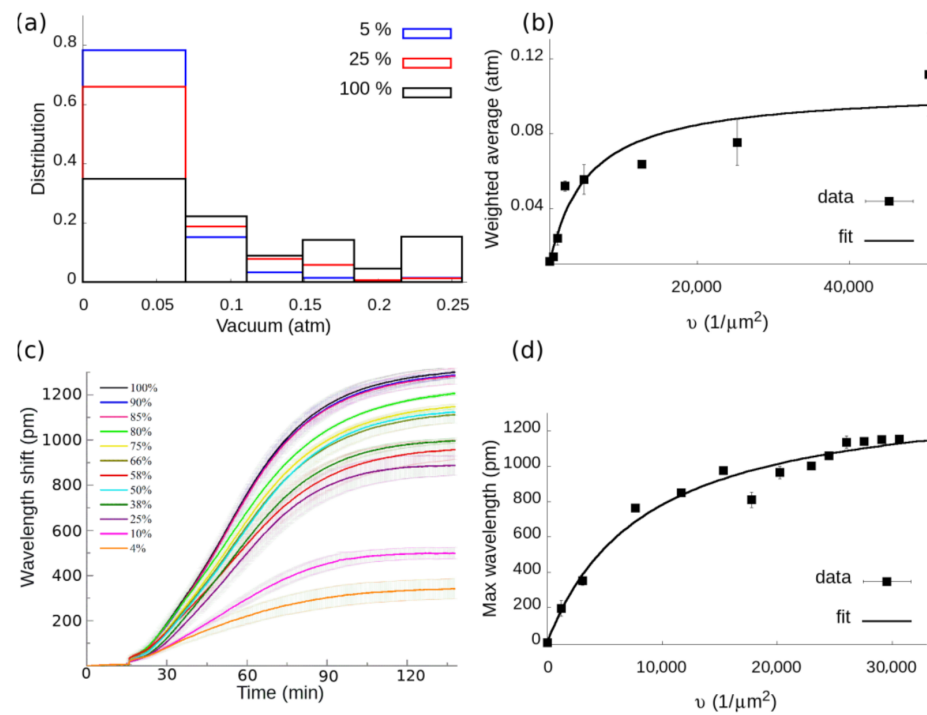 (a)
0.8
0.6
0.4
0.2
0
Distribution
5 %
25 %
100 %
0 0.05 0.1 0.15 0.2 0.25
Vacuum (atm)
(b)
0.12
0.08
0.04
Weighted average (atm)
data
fit
20,000 40,000
υ (1/μm²)
(c)
1200
1000
800
600
400
200
0
Wavelength shift (pm)
100%
90%
85%
80%
75%
66%
58%
50%
38%
25%
10%
4%
0 30 60 90 120
Time (min)
(d)
1200
1000
800
600
400
200
0
Max wavelength (pm)
data
fit
0 10,000 20,000 30,000
υ (1/μm²)